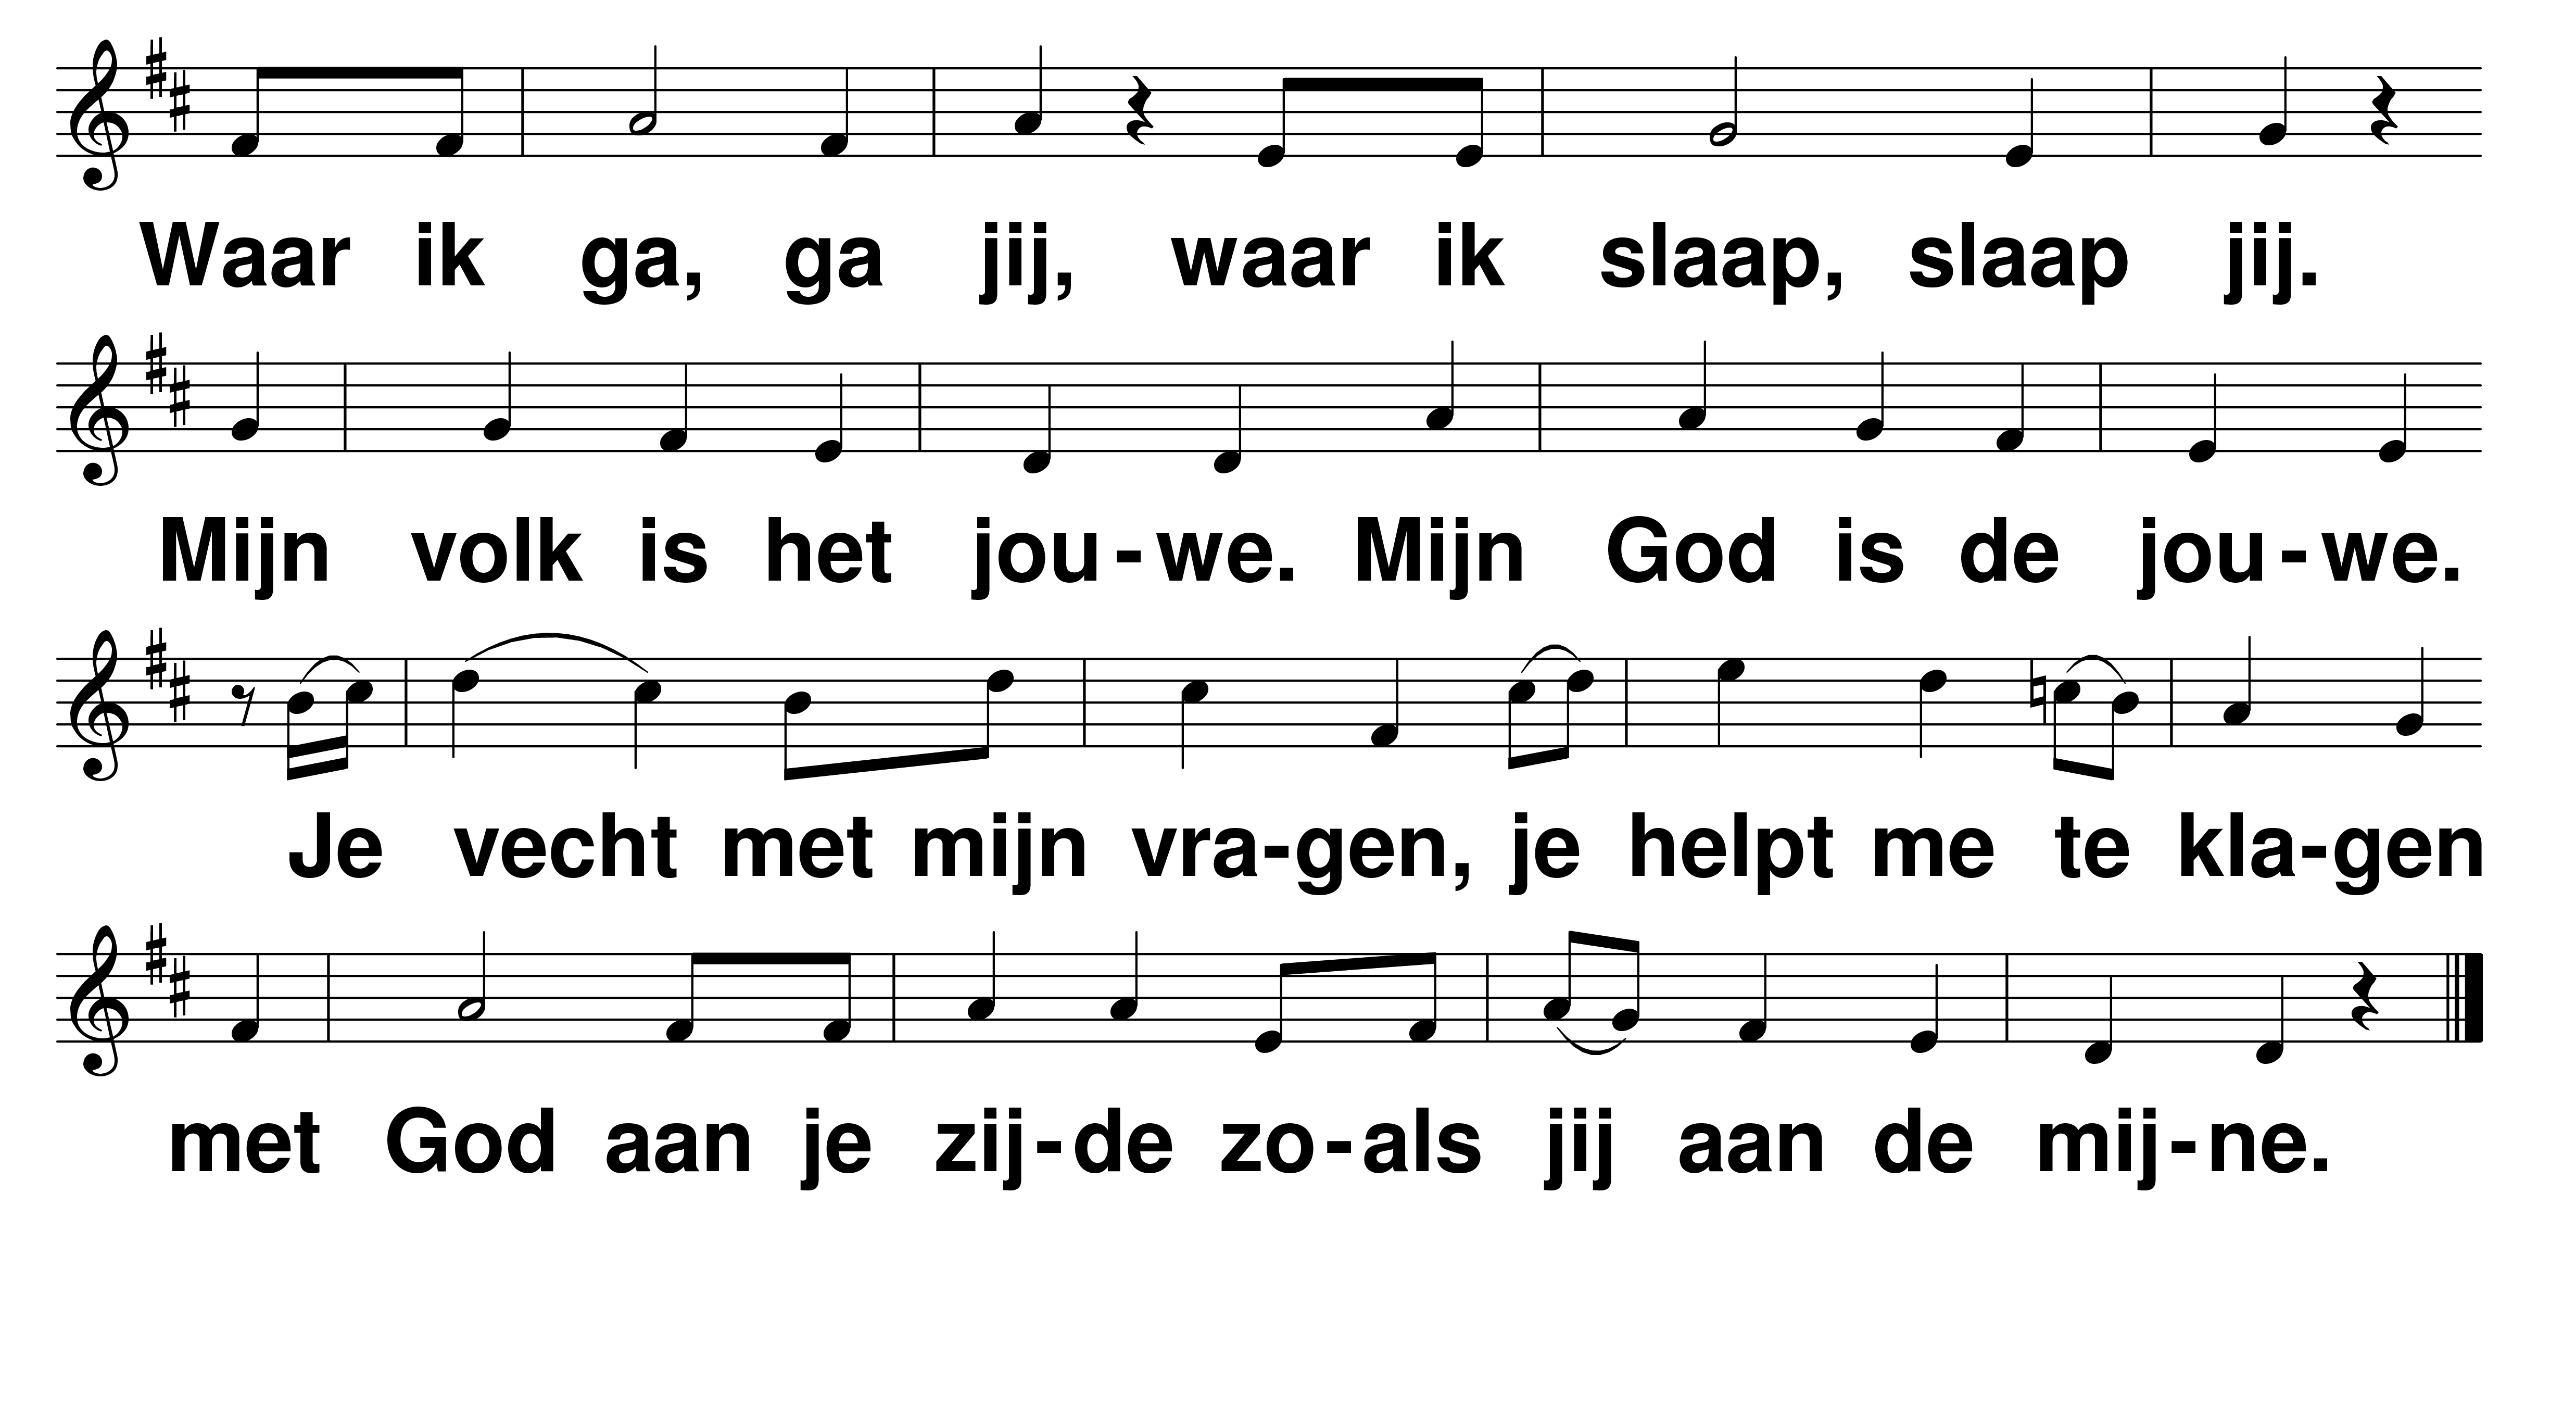 Waar ik ga, ga jij, waar ik slaap, slaap jij.
Mijn volk is het jou-we. Mijn God is de jou-we.
Je vecht met mijn vra-gen, je helpt me te kla-gen
met God aan je zij-de zo-als jij aan de mij-ne.